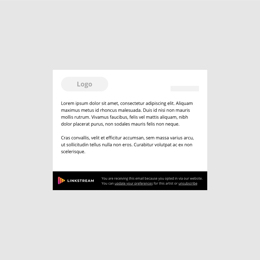 Logo
Lorem ipsum dolor sit amet, consectetur adipiscing elit. Aliquam
maximus metus id rhoncus malesuada. Duis id nisi non mauris
mollis rutrum. Vivamus faucibus, felis vel mattis aliquam, nibh
dolor placerat purus, non sodales mauris felis non neque.
Cras convallis, velit et efficitur accumsan, sem massa varius arcu,
ut sollicitudin tellus nulla non eros. Curabitur volutpat ac ex non
scelerisque.
LINKSTREAM
You are receiving this email because you opted in via our website.
You can update your preferences for this artist or unsubscribe